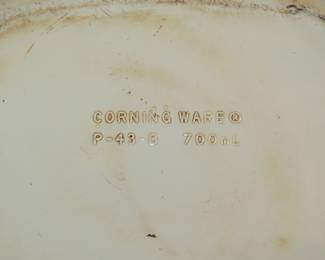 CORNING WARE®
P-43-B 700mL